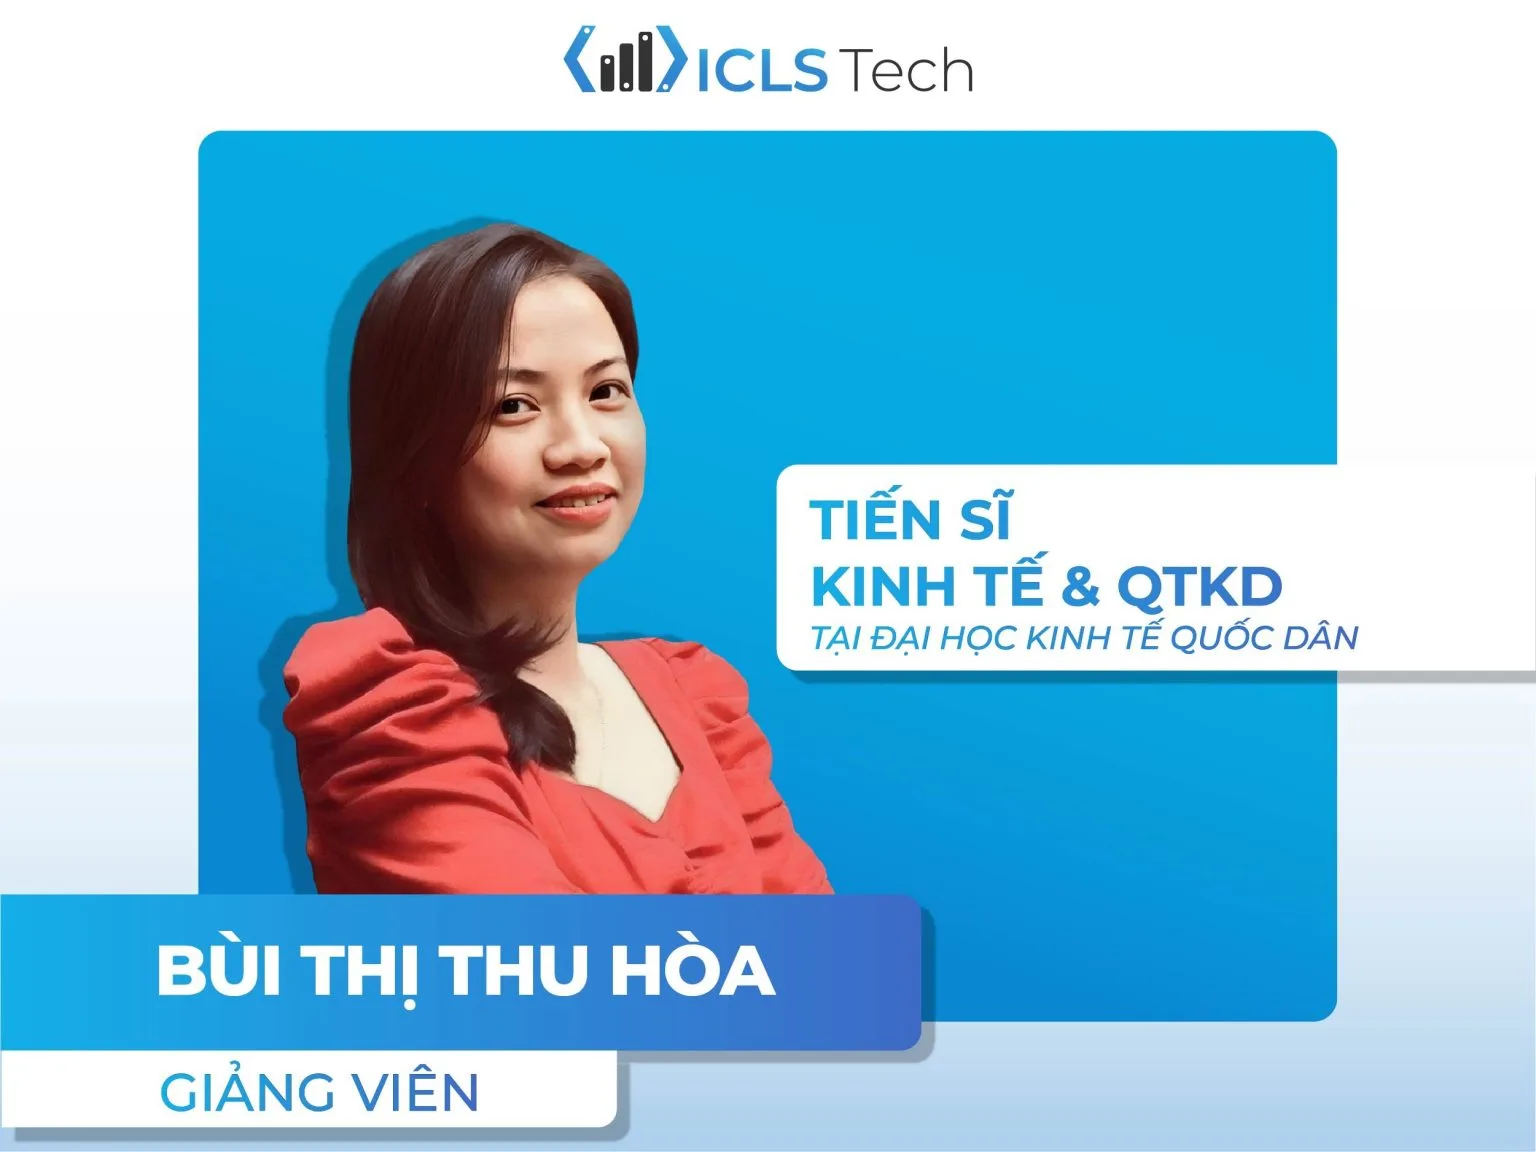 ICLS Tech
TIẾN SĨ
KINH TẾ & QTKD
TẠI ĐẠI HỌC KINH TẾ QUỐC DÂN
BÙI THỊ THU HÒA
GIẢNG VIÊN